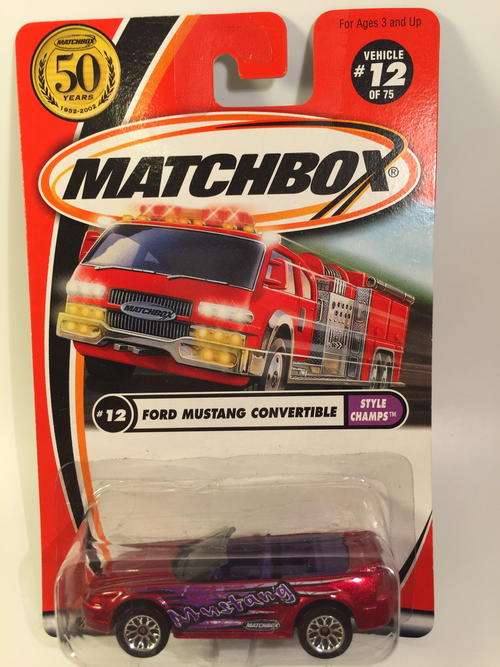 MATCHBOX
50
YEARS
1952-2002
For Ages 3 and Up
VEHICLE
#12
OF 75
MATCHBOX®
MATCHBOX
#12
FORD MUSTANG CONVERTIBLE
STYLE
CHAMPS™
Mustang
MATCHBOX